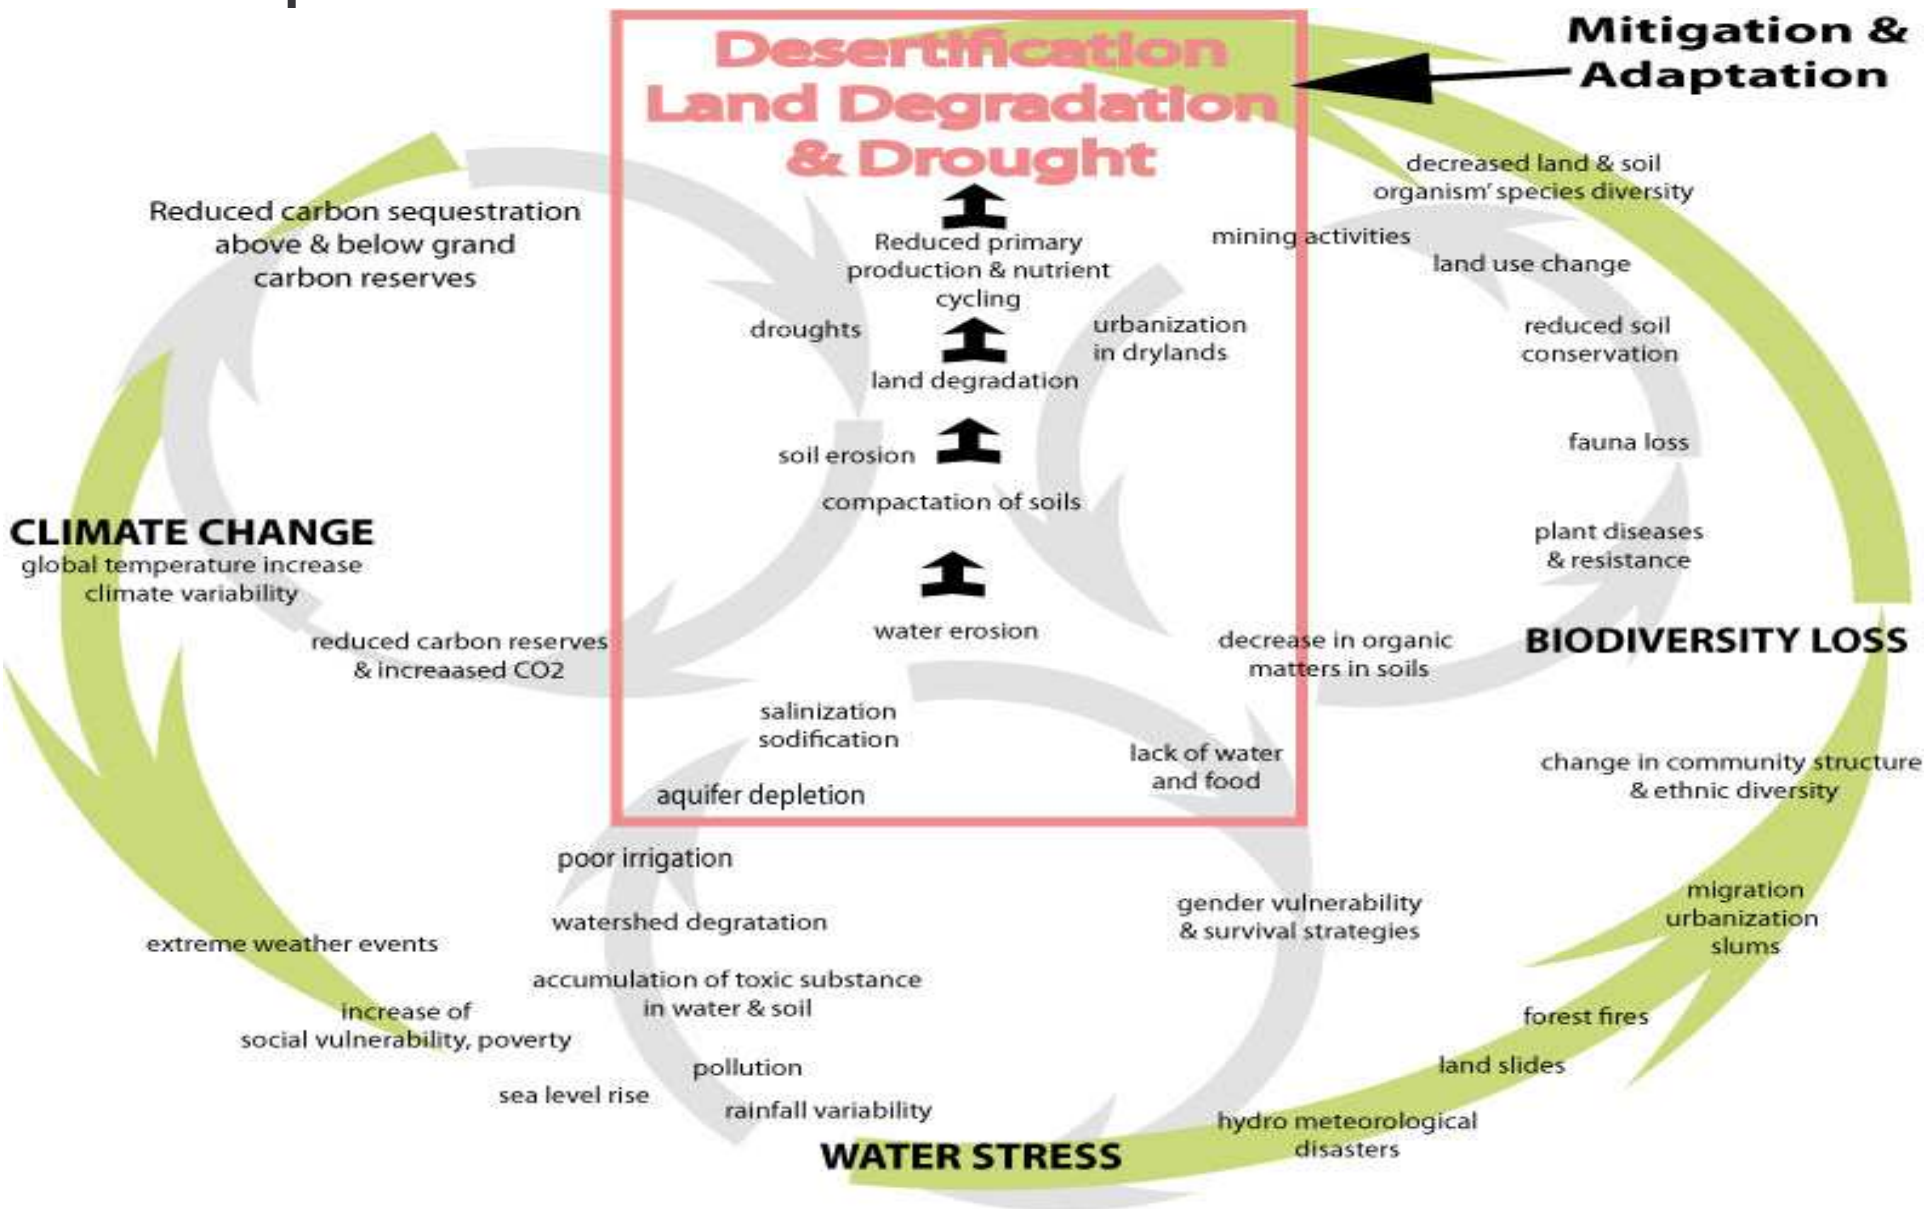 Desertification
Land Degradation
& Drought
Mitigation &
Adaptation
decreased land & soil
organism' species diversity
Reduced carbon sequestration
above & below grand
carbon reserves
Reduced primary
production & nutrient
cycling
mining activities
land use change
droughts
urbanization
in drylands
reduced soil
conservation
land degradation
soil erosion
fauna loss
compactation of soils
CLIMATE CHANGE
global temperature increase
climate variability
plant diseases
& resistance
reduced carbon reserves
& increaased CO2
water erosion
decrease in organic
matters in soils
BIODIVERSITY LOSS
salinization
sodification
lack of water
and food
change in community structure
& ethnic diversity
aquifer depletion
poor irrigation
watershed degratation
gender vulnerability
& survival strategies
migration
urbanization
slums
extreme weather events
accumulation of toxic substance
in water & soil
increase of
social vulnerability, poverty
forest fires
pollution
land slides
sea level rise
rainfall variability
hydro meteorological
disasters
WATER STRESS